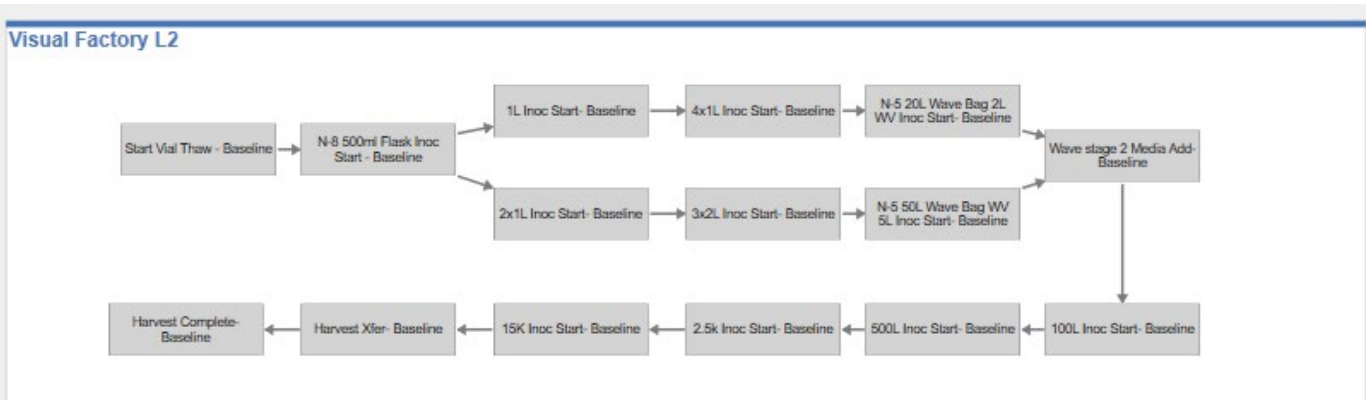 Visual Factory L2
1L Inoc Start- Baseline
4x1L Inoc Start- Baseline
N-5 20L Wave Bag 2L
WV Inoc Start- Baseline
Start Vial Thaw - Baseline
N-8 500ml Flask Inoc
Start - Baseline
Wave stage 2 Media Add-
Baseline
2x1L Inoc Start- Baseline
3x2L Inoc Start- Baseline
N-5 50L Wave Bag WV
5L Inoc Start- Baseline
Harvest Complete-
Baseline
Harvest Xfer- Baseline
15K Inoc Start- Baseline
2.5k Inoc Start- Baseline
500L Inoc Start- Baseline
100L Inoc Start- Baseline